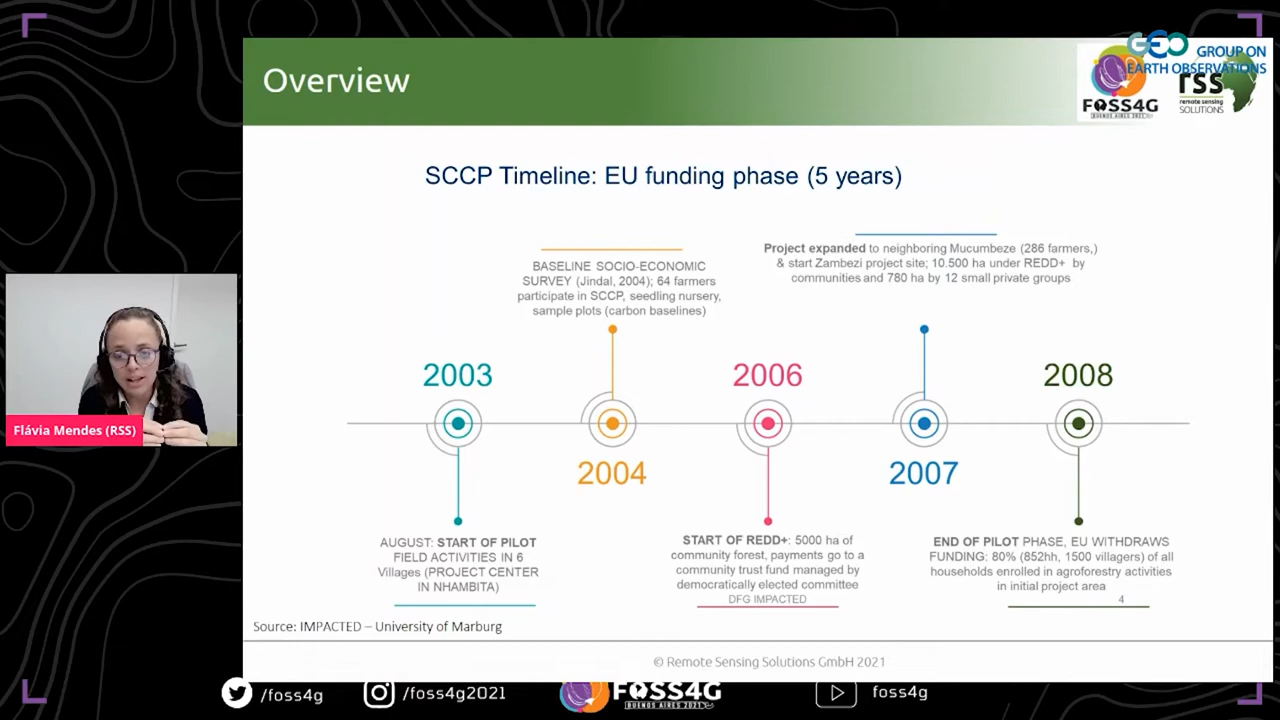 Overview
GEO GROUP ON
EARTH OBSERVATIONS
FOSS4G
BUENOS AIRES 2021
rss
remote sensing
SOLUTIONS
SCCP Timeline: EU funding phase (5 years)
Project expanded to neighboring Mucumbeze (286 farmers,)
& start Zambezi project site; 10.500 ha under REDD+ by
communities and 780 ha by 12 small private groups
BASELINE SOCIO-ECONOMIC
SURVEY (Jindal, 2004); 64 farmers
participate in SCCP, seedling nursery,
sample plots (carbon baselines)
2003
2006
2008
Flávia Mendes (RSS)
2004
2007
AUGUST: START OF PILOT
FIELD ACTIVITIES IN 6
Villages (PROJECT CENTER
IN NHAMBITA)
START OF REDD+: 5000 ha of
community forest, payments go to a
community trust fund managed by
democratically elected committee
DFG IMPACTED
END OF PILOT PHASE, EU WITHDRAWS
FUNDING: 80% (852hh, 1500 villagers) of all
households enrolled in agroforestry activities
in initial project area
4
Source: IMPACTED – University of Marburg
© Remote Sensing Solutions GmbH 2021
/foss4g
/foss4g2021
FOSS4G
BUENOS AIRES 2021
foss4g